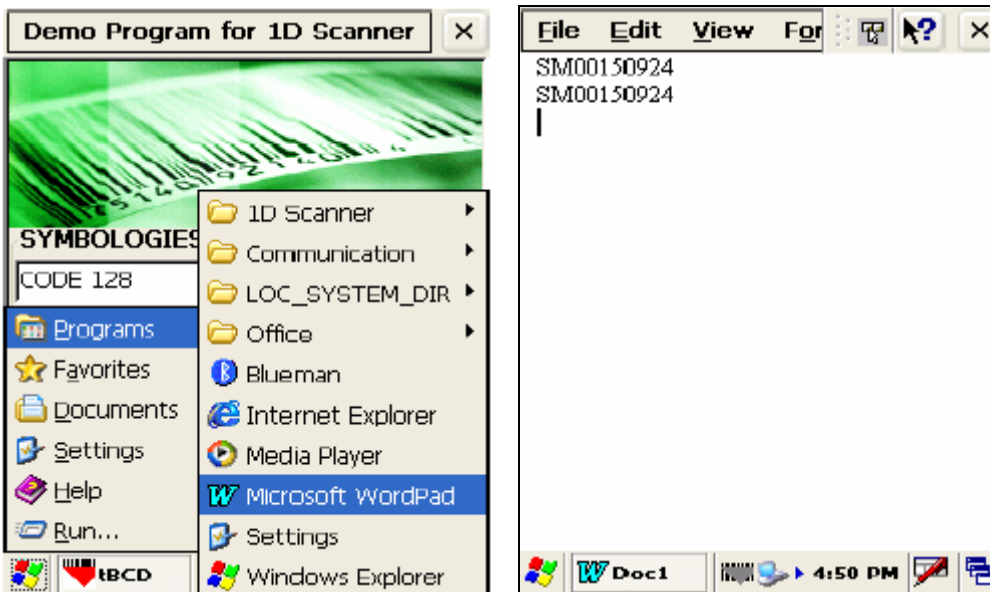 Demo Program for 1D Scanner
SYMBOLOGIES
CODE 128
Programs
Favorites
Documents
Settings
Help
Run...
1D Scanner
Communication
LOC_SYSTEM_DIR
Office
Blueman
Internet Explorer
Media Player
Microsoft WordPad
Settings
Windows Explorer
tBCD
File Edit View For
SM00150924
SM00150924
Doc1
4:50 PM